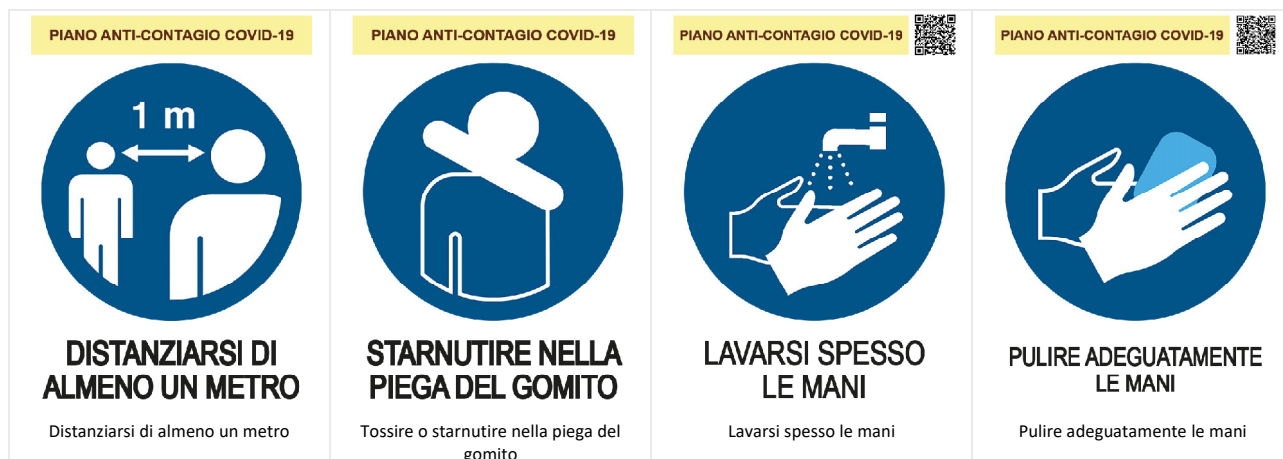 PIANO ANTI-CONTAGIO COVID-19
1 m
DISTANZIARSI DI
ALMENO UN METRO
Distanziarsi di almeno un metro
PIANO ANTI-CONTAGIO COVID-19
STARNUTIRE NELLA
PIEGA DEL GOMITO
Tossire o starnutire nella piega del
gomito
PIANO ANTI-CONTAGIO COVID-19
LAVARSI SPESSO
LE MANI
Lavarsi spesso le mani
PIANO ANTI-CONTAGIO COVID-19
PULIRE ADEGUATAMENTE
LE MANI
Pulire adeguatamente le mani